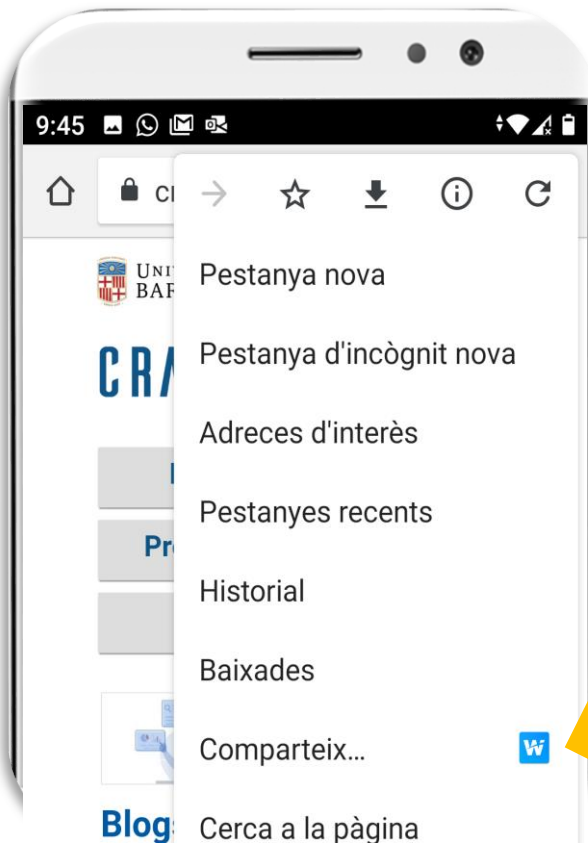 9:45
Pestanya nova
Pestanya d'incògnit nova
Adreces d'interès
Pestanyes recents
Historial
Baixades
Comparteix...
Cerca a la pàgina
Blog